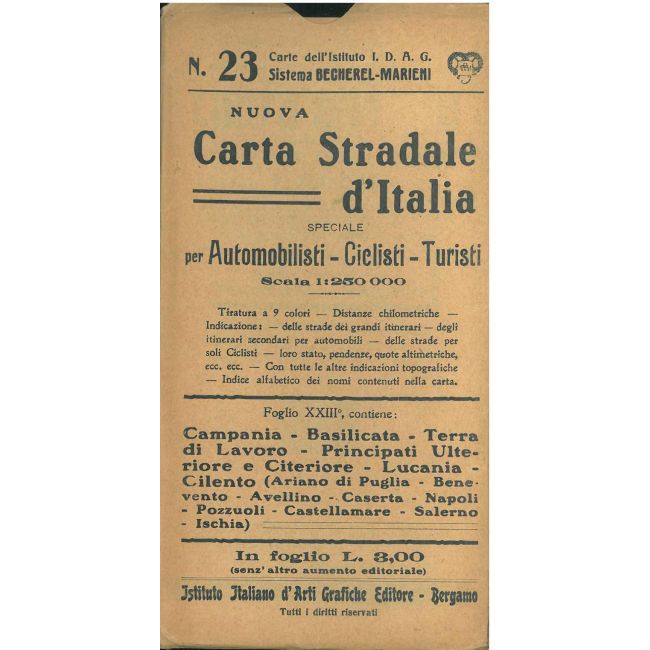 N. 23 Carte dell'Istituto I. D. A. G.
Sistema BECHEREL-MARIENI
NUOVA
Carta Stradale
d'Italia
SPECIALE
per Automobilisti - Ciclisti - Turisti
Scala 1:250 000
Tiratura a 9 colori — Distanze chilometriche —
Indicazione: — delle strade dei grandi itinerari — degli
itinerari secondari per automobili — delle strade per
soli Ciclisti — loro stato, pendenze, quote altimetriche,
ecc. ecc. — Con tutte le altre indicazioni topografiche
— Indice alfabetico dei nomi contenuti nella carta.
Foglio XXIIIº, contiene:
Campania - Basilicata - Terra
di Lavoro - Principati Ulte-
riore e Citeriore - Lucania -
Cilento (Ariano di Puglia - Bene-
vento - Avellino - Caserta - Napoli
- Pozzuoli - Castellamare - Salerno
- Ischia)
In foglio L. 3,00
(senz'altro aumento editoriale)
Istituto Italiano d'Arti Grafiche Editore - Bergamo
Tutti i diritti riservati